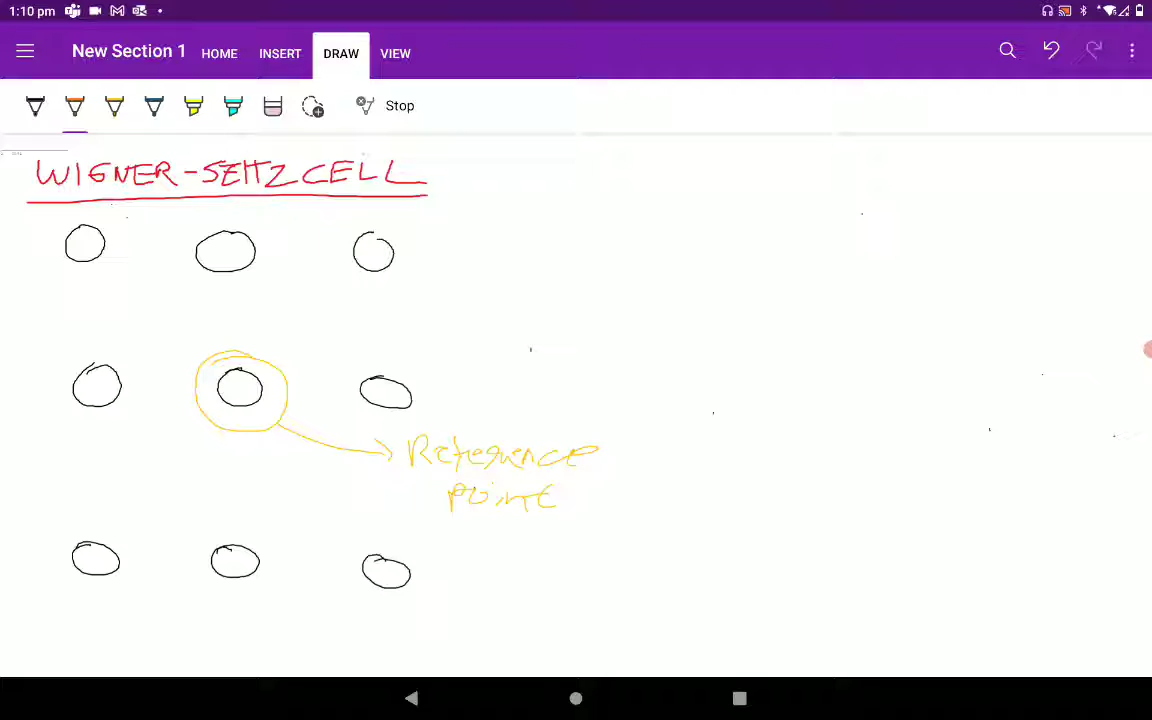 1:10 pm
New Section 1 HOME INSERT DRAW VIEW
Stop
WIGNER-SEITZ CELL
Reference
point